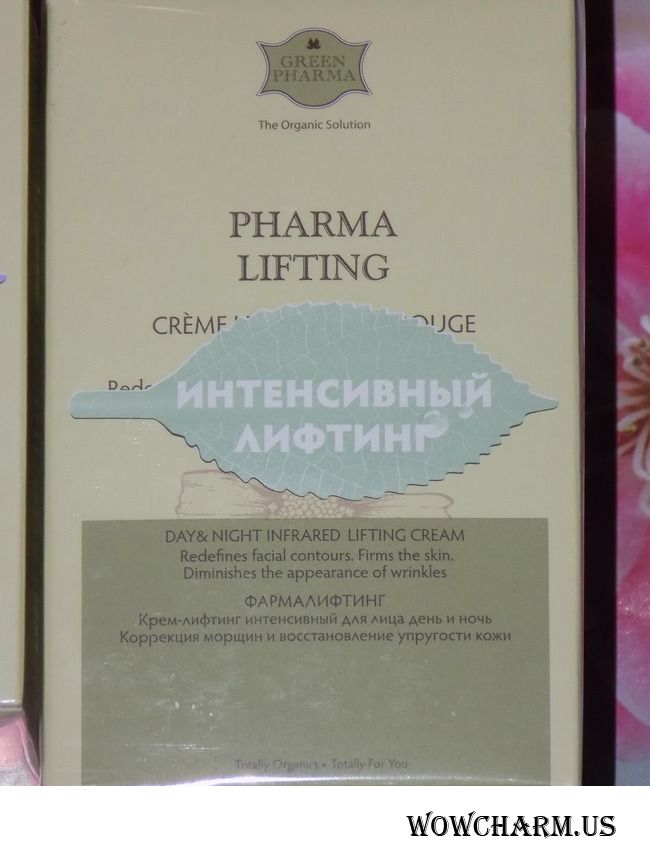 GREEN
PHARMA
The Organic Solution
PHARMA
LIFTING
CRÈME
ИНТЕНСИВНЫЙ
ЛИФТИНГ
DAY& NIGHT INFRARED LIFTING CREAM
Redefines facial contours. Firms the skin.
Diminishes the appearance of wrinkles
ФАРМАЛИФТИНГ
Крем-лифтинг интенсивный для лица день и ночь
Коррекция морщин и восстановление упругости кожи
Totally Organics • Totally For You
WOWCHARM.US